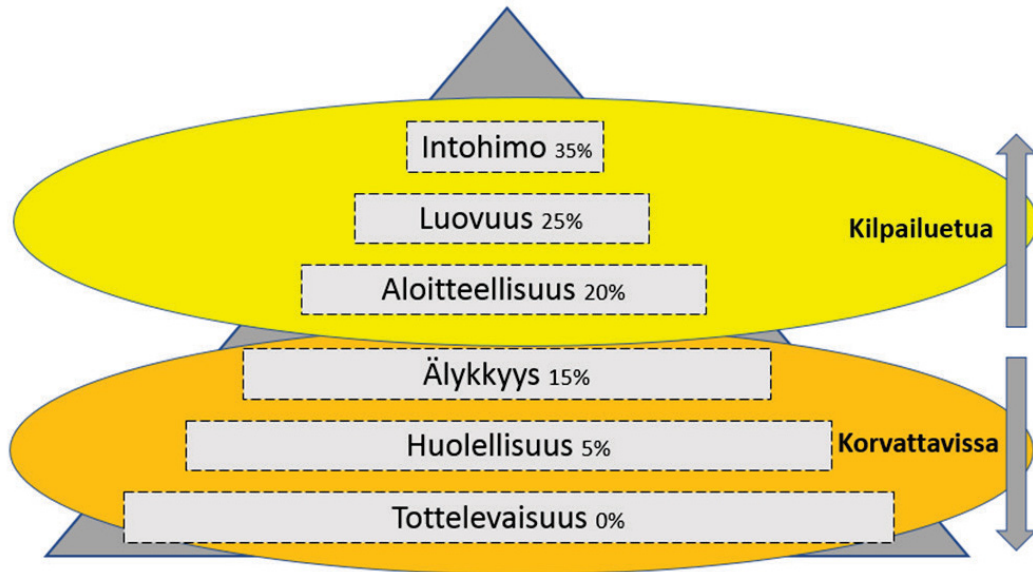 Intohimo 35%
Luovuus 25%
Kilpailuetua
Aloitteellisuus 20%
Älykkyys 15%
Huolellisuus 5%
Korvattavissa
Tottelevaisuus 0%